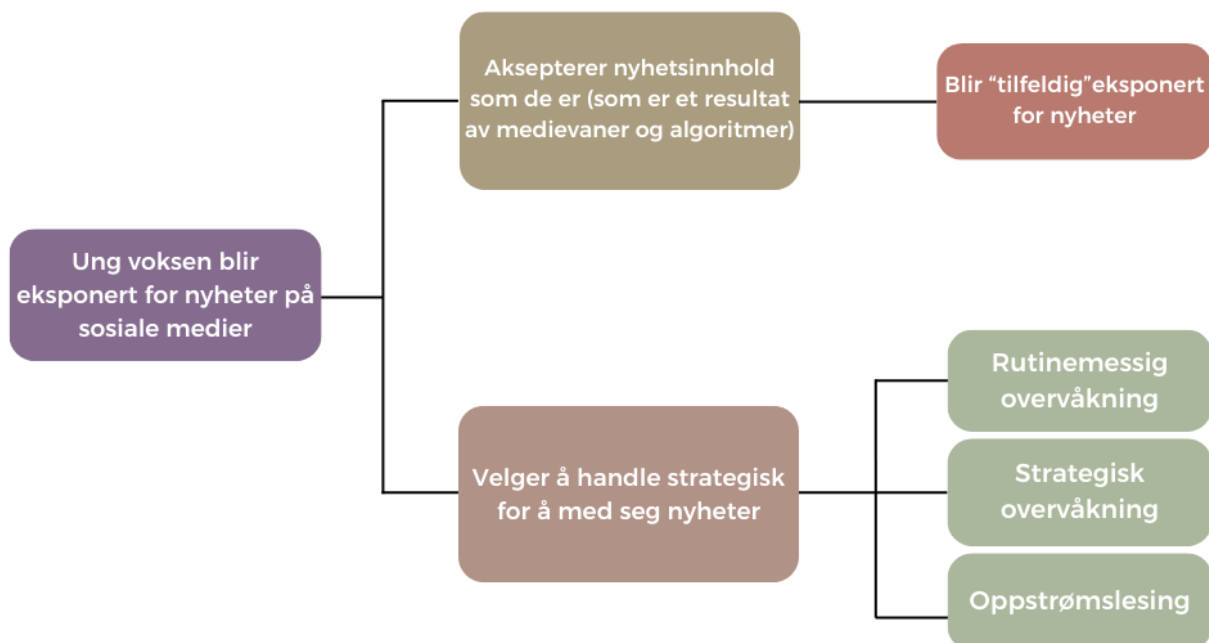 Ung voksen blir
eksponert for nyheter på
sosiale medier
Aksepterer nyhetsinnhold
som de er (som er et resultat
av medievaner og algoritmer)
Blir “tilfeldig”eksponert
for nyheter
Velger å handle strategisk
for å med seg nyheter
Rutinemessig
overvåkning
Strategisk
overvåkning
Oppstrømslesing